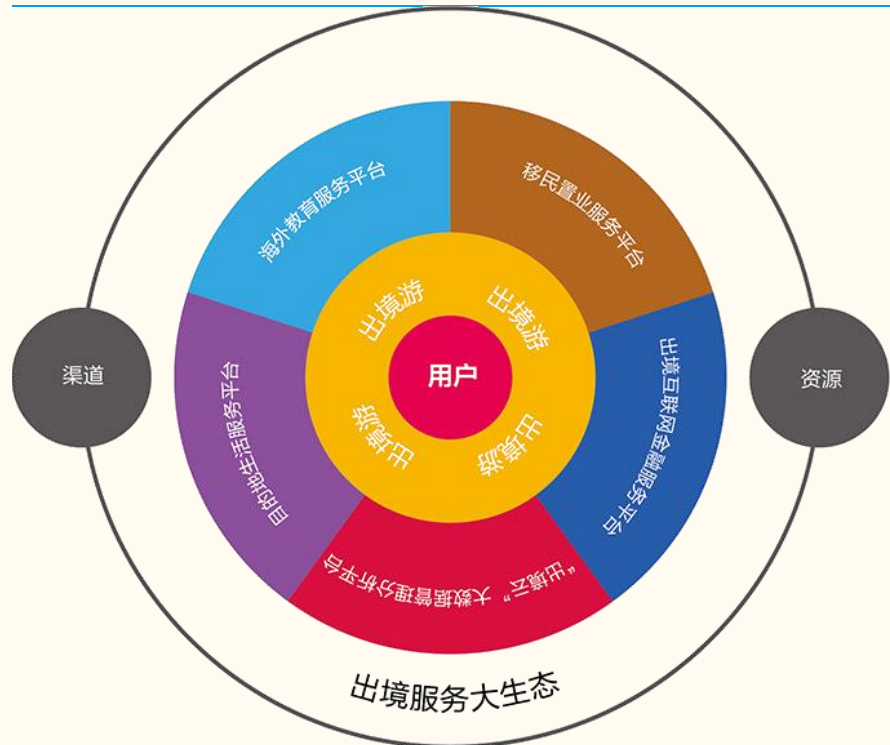 海外教育服务平台
移民置业服务平台
出境游
出境游
渠道
用户
资源
目的地生活服务平台
出境互联网金融服务平台
出境游
出境游
“出境云”大数据管理分析平台
出境服务大生态